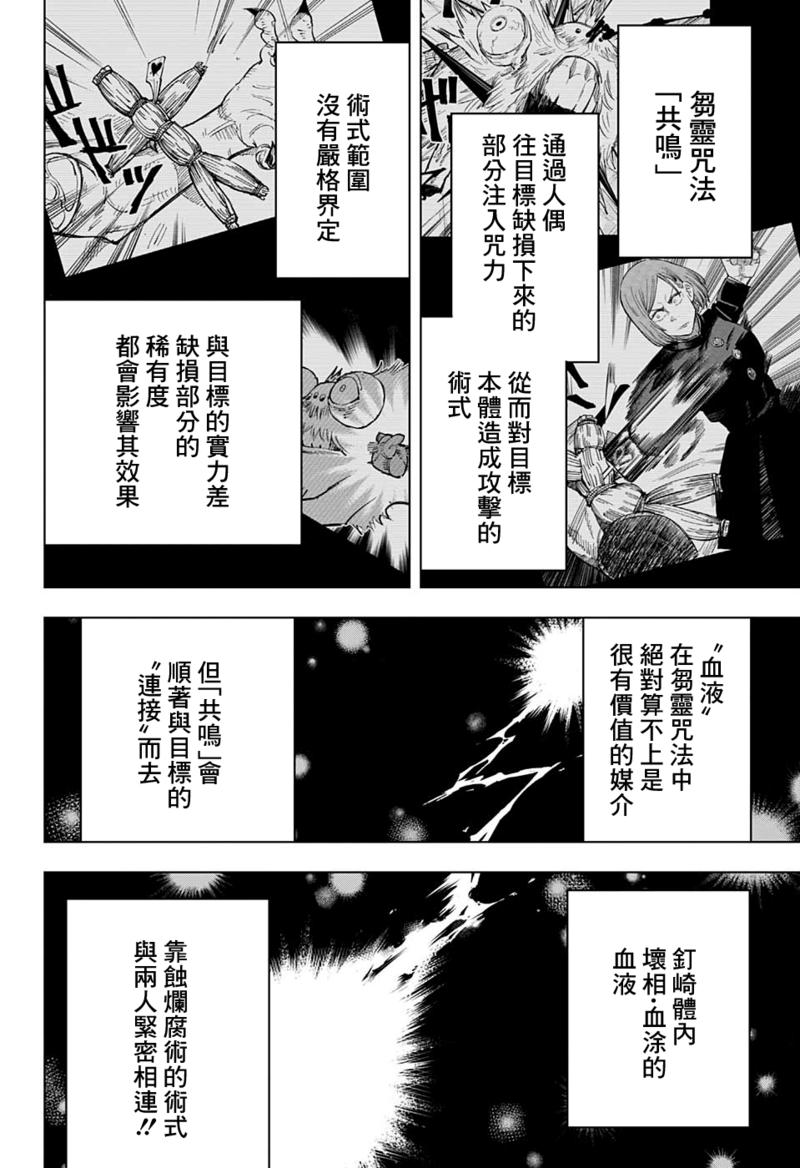 芻靈咒法
「共鳴」
通過人偶
往目標缺損下來的
部分注入咒力
從而對目標
本體造成攻擊的
術式
術式範圍
沒有嚴格界定
與目標的實力差
缺損部分的
稀有度
都會影響其效果
〝血液〞
在芻靈咒法中
絕對算不上是
很有價值的媒介
但「共鳴」會
順著與目標的
〝連接〞而去
釘崎體內
壞相·血涂的
血液
靠蝕爛腐術的術式
與兩人緊密相連!!